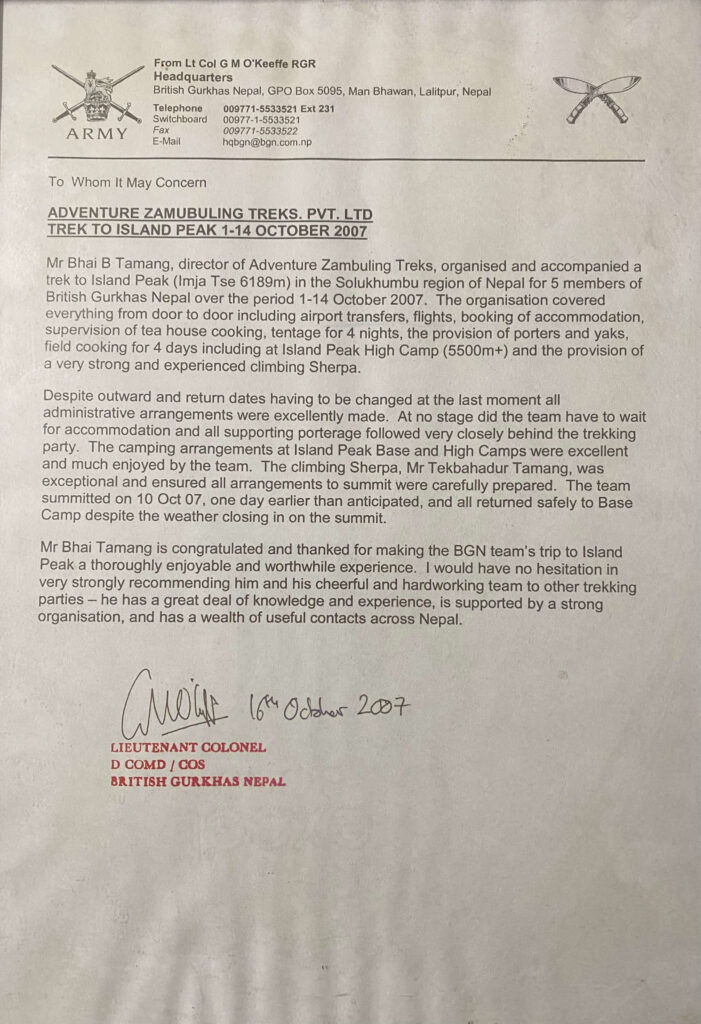 From Lt Col G M O'Keeffe RGR
Headquarters
British Gurkhas Nepal, GPO Box 5095, Man Bhawan, Lalitpur, Nepal
Telephone 009771-5533521 Ext 231
Switchboard 00977-1-5533521
Fax 009771-5533522
E-Mail hqbgn@bgn.com.np
ARMY
To Whom It May Concern
ADVENTURE ZAMUBULING TREKS. PVT. LTD
TREK TO ISLAND PEAK 1-14 OCTOBER 2007
Mr Bhai B Tamang, director of Adventure Zambuling Treks, organised and accompanied a
trek to Island Peak (Imja Tse 6189m) in the Solukhumbu region of Nepal for 5 members of
British Gurkhas Nepal over the period 1-14 October 2007. The organisation covered
everything from door to door including airport transfers, flights, booking of accommodation,
supervision of tea house cooking, tentage for 4 nights, the provision of porters and yaks,
field cooking for 4 days including at Island Peak High Camp (5500m+) and the provision of
a very strong and experienced climbing Sherpa.
Despite outward and return dates having to be changed at the last moment all
administrative arrangements were excellently made. At no stage did the team have to wait
for accommodation and all supporting porterage followed very closely behind the trekking
party. The camping arrangements at Island Peak Base and High Camps were excellent
and much enjoyed by the team. The climbing Sherpa, Mr Tekbahadur Tamang, was
exceptional and ensured all arrangements to summit were carefully prepared. The team
summitted on 10 Oct 07, one day earlier than anticipated, and all returned safely to Base
Camp despite the weather closing in on the summit.
Mr Bhai Tamang is congratulated and thanked for making the BGN team's trip to Island
Peak a thoroughly enjoyable and worthwhile experience. I would have no hesitation in
very strongly recommending him and his cheerful and hardworking team to other trekking
parties – he has a great deal of knowledge and experience, is supported by a strong
organisation, and has a wealth of useful contacts across Nepal.
16th October 2007
LIEUTENANT COLONEL
D COMD / COS
BRITISH GURKHAS NEPAL